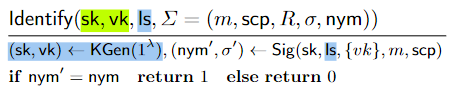 Identify(sk, vk, ls, Σ = (m, scp, R, σ, nym))
(sk, vk) ← KGen(1^λ), (nym′, σ′) ← Sig(sk, ls, {vk}, m, scp)
if nym′ = nym return 1 else return 0